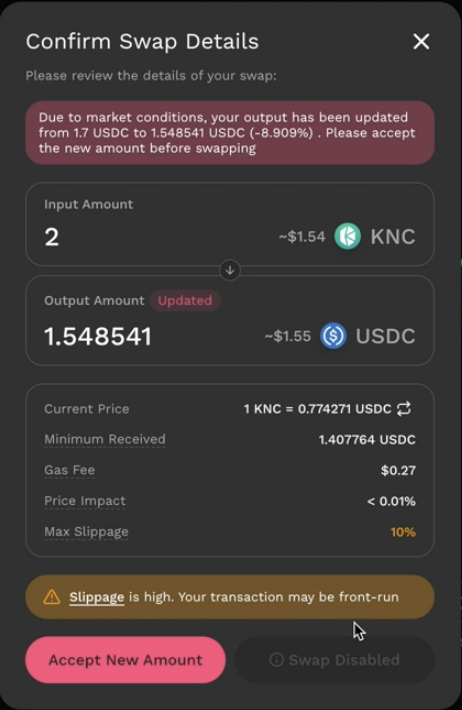 Confirm Swap Details
Please review the details of your swap:
Due to market conditions, your output has been updated
from 1.7 USDC to 1.548541 USDC (-8.909%) . Please accept
the new amount before swapping
Input Amount
2 ~$1.54 KNC
Output Amount Updated
1.548541 ~$1.55 USDC
Current Price 1 KNC = 0.774271 USDC
Minimum Received 1.407764 USDC
Gas Fee $0.27
Price Impact < 0.01%
Max Slippage 10%
Slippage is high. Your transaction may be front-run
Accept New Amount Swap Disabled